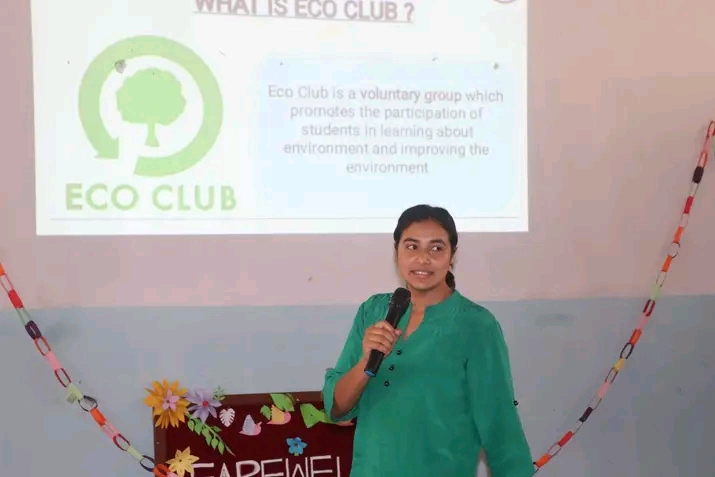 WHAT IS ECO CLUB ?
Eco Club is a voluntary group which
promotes the participation of
students in learning about
environment and improving the
environment
ECO CLUB
FAREWEL